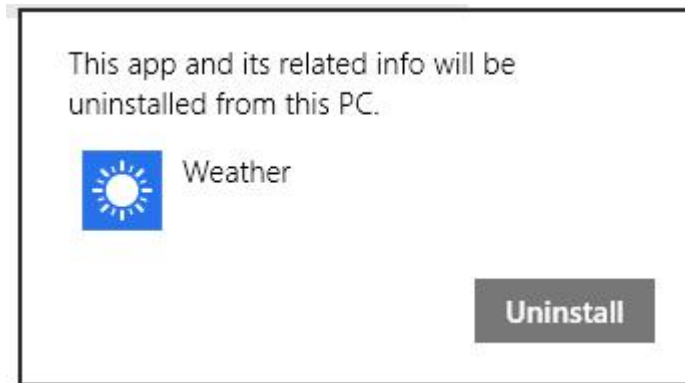 This app and its related info will be
uninstalled from this PC.
Weather
Uninstall